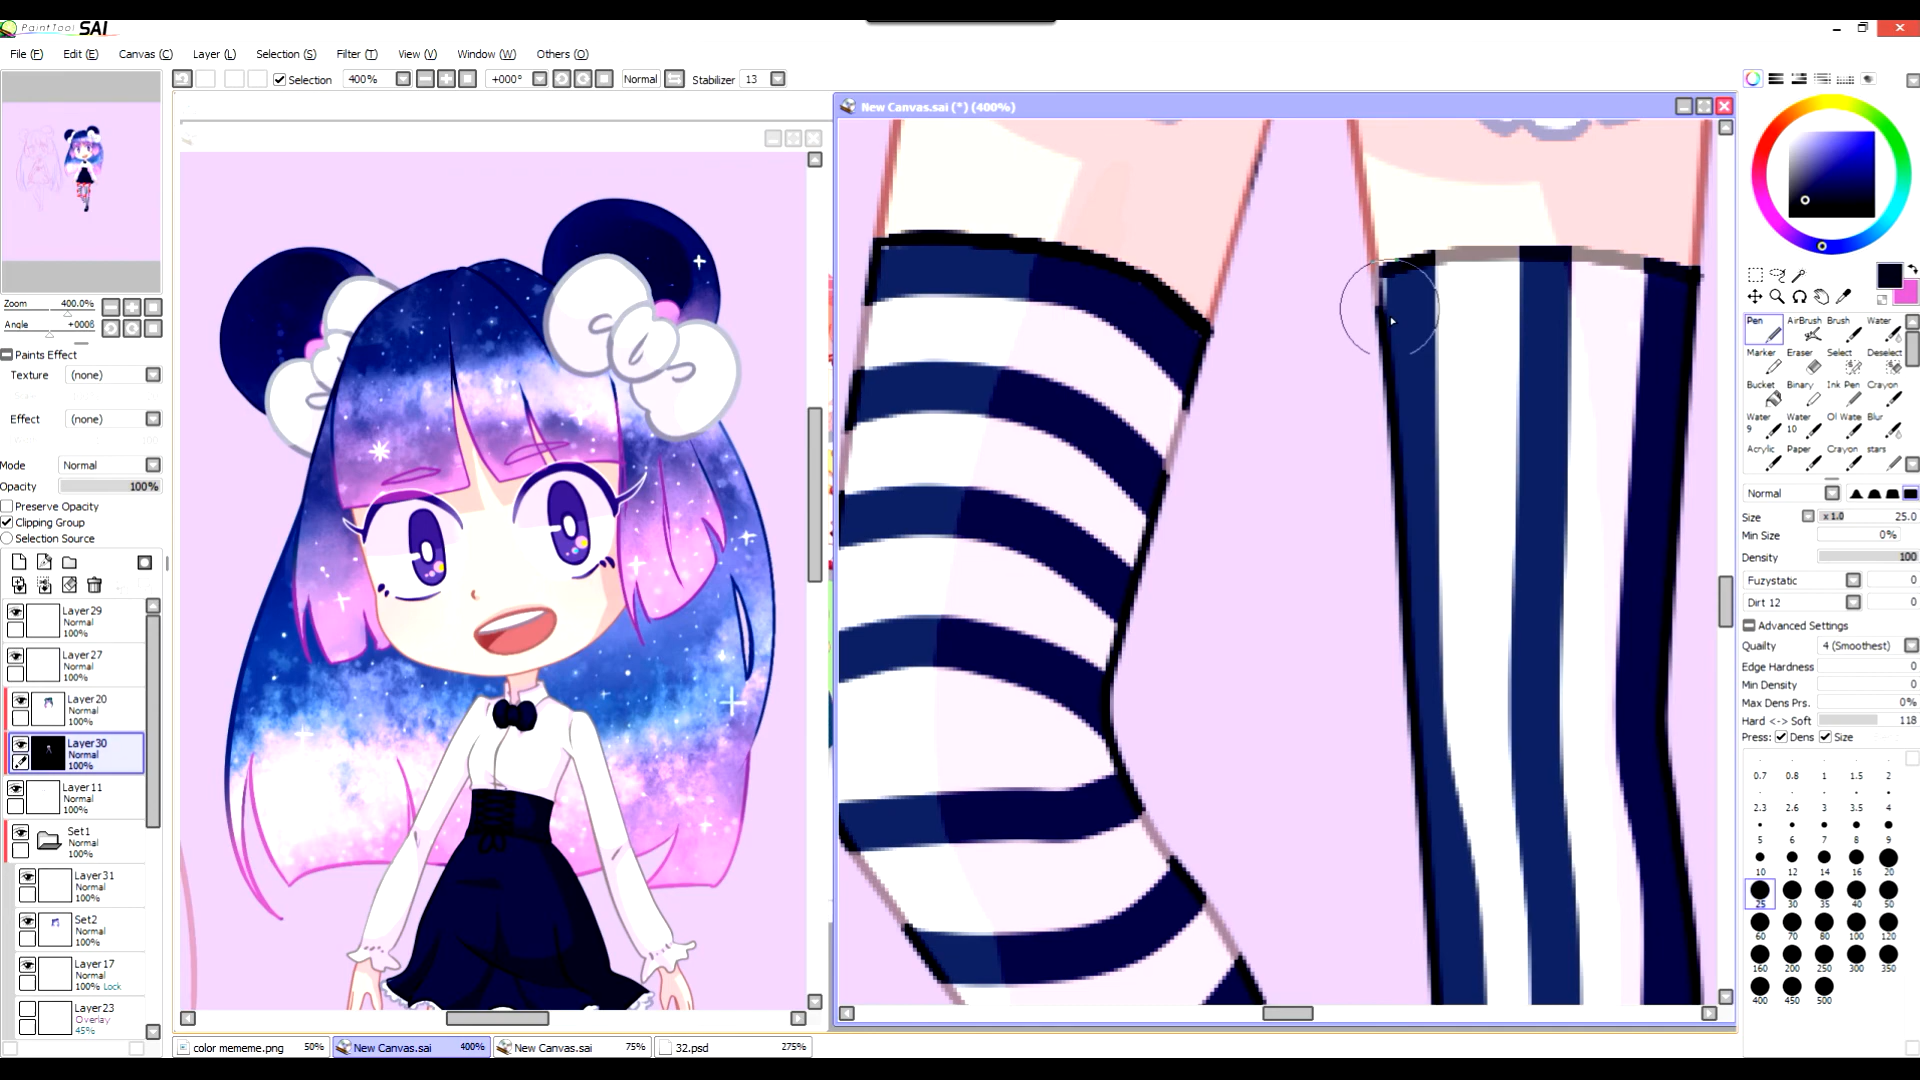 PaintTool SAI
File (F) Edit (E) Canvas (C) Layer (L) Selection (S) Filter (T) View (V) Window (W) Others (O)
Selection 400% +000° Normal Stabilizer 13
New Canvas.sai (*) (400%)
Zoom 400.0%
Angle +000ß
Paints Effect
Texture (none)
Effect (none)
Mode Normal
Opacity 100%
Preserve Opacity
Clipping Group
Selection Source
Layer29
Normal
100%
Layer27
Normal
100%
Layer20
Normal
100%
Layer30
Normal
100%
Layer11
Normal
100%
Set1
Normal
100%
Layer31
Normal
100%
Set2
Normal
100%
Layer17
Normal
100% Lock
Layer23
Overlay
45%
color mememe.png 50% New Canvas.sai 400% New Canvas.sai 75% 32.psd 275%
Pen AirBrush Brush Water
Marker Eraser Select Deselect
Bucket Binary Ink Pen Crayon
Water 9 Water 10 Ol Wate Blur
Acrylic Paper Crayon stars
Normal
Size x 1.0 25.0
Min Size 0%
Density 100
Fuzystatic 0
Dirt 12 0
Advanced Settings
Quailty 4 (Smoothest)
Edge Hardness 0
Min Density 0
Max Dens Prs. 0%
Hard <-> Soft 118
Press: Dens Size
0.7 0.8 1 1.5 2
2.3 2.6 3 3.5 4
5 6 7 8 9
10 12 14 16 20
25 30 35 40 50
60 70 80 100 120
160 200 250 300 350
400 450 500